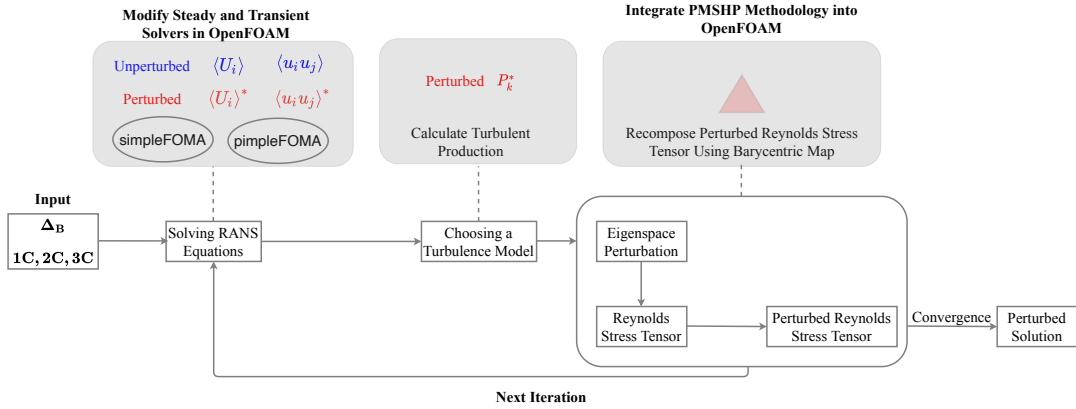 Modify Steady and Transient
Solvers in OpenFOAM
Integrate PMSHP Methodology into
OpenFOAM
Unperturbed ⟨U_i⟩ ⟨u_i u_j⟩
Perturbed ⟨U_i⟩* ⟨u_i u_j⟩*
simpleFOMA pimpleFOMA
Perturbed P_k*
Calculate Turbulent
Production
Recompose Perturbed Reynolds Stress
Tensor Using Barycentric Map
Input
Δ_B
1C, 2C, 3C
Solving RANS
Equations
Choosing a
Turbulence Model
Eigenspace
Perturbation
Reynolds
Stress Tensor
Perturbed Reynolds
Stress Tensor
Convergence
Perturbed
Solution
Next Iteration